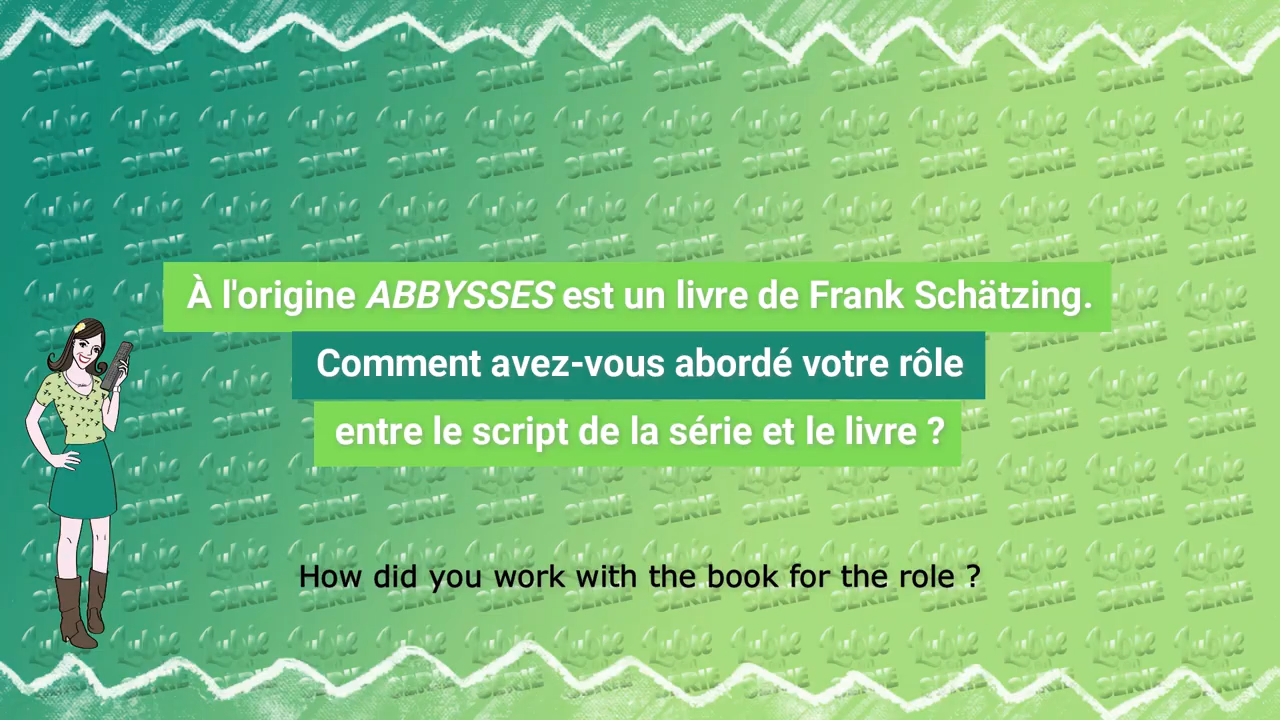 À l'origine ABBYSSES est un livre de Frank Schätzing.
Comment avez-vous abordé votre rôle
entre le script de la série et le livre ?
How did you work with the book for the role ?